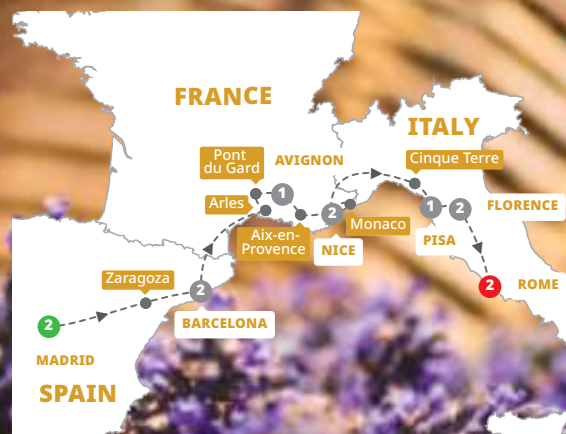 FRANCE
ITALY
Pont
du Gard
AVIGNON
1
Cinque Terre
Arles
2
Monaco
1
2
FLORENCE
Aix-en-
Provence
NICE
PISA
Zaragoza
2
BARCELONA
2
ROME
2
MADRID
SPAIN